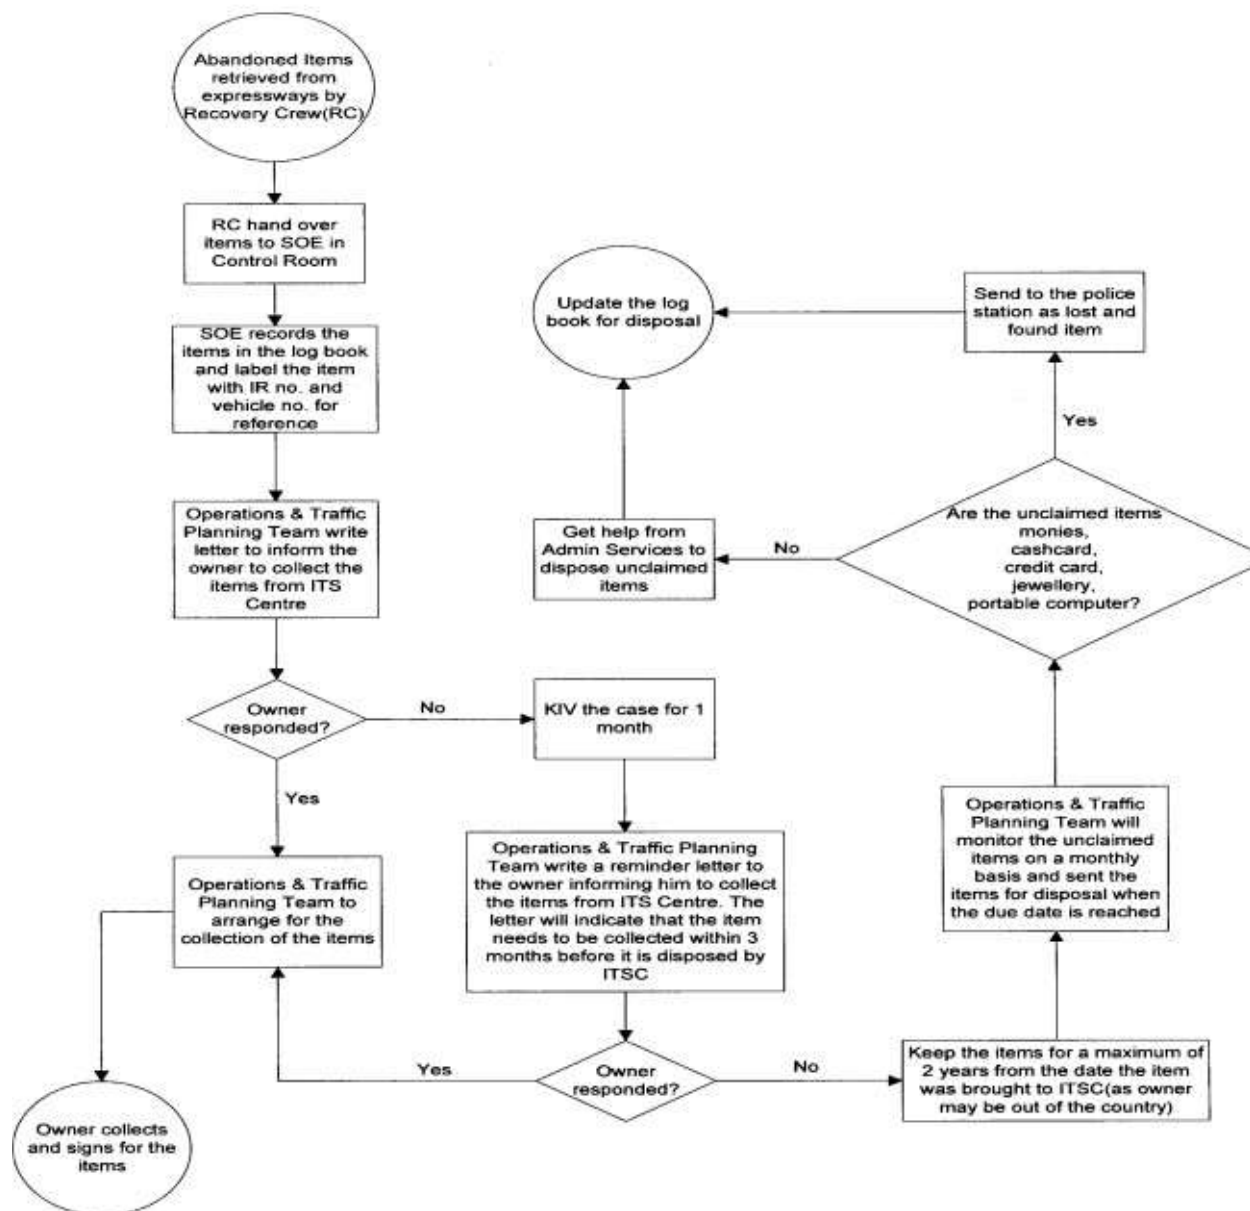 Abandoned Items
retrieved from
expressways by
Recovery Crew(RC)
RC hand over
items to SOE in
Control Room
SOE records the
items in the log book
and label the item
with IR no. and
vehicle no. for
reference
Operations & Traffic
Planning Team write
letter to inform the
owner to collect the
items from ITS
Centre
Owner
responded?
No
KIV the case for 1
month
Yes
Operations & Traffic
Planning Team to
arrange for the
collection of the items
Owner collects
and signs for the
items
Operations & Traffic Planning
Team write a reminder letter to
the owner informing him to collect
the items from ITS Centre. The
letter will indicate that the item
needs to be collected within 3
months before it is disposed by
ITSC
Owner
responded?
Yes
No
Keep the items for a maximum of
2 years from the date the item
was brought to ITSC(as owner
may be out of the country)
Operations & Traffic
Planning Team will
monitor the unclaimed
items on a monthly
basis and sent the
items for disposal when
the due date is reached
Are the unclaimed items
monies,
cashcard,
credit card,
jewellery,
portable computer?
No
Get help from
Admin Services to
dispose unclaimed
items
Yes
Send to the police
station as lost and
found item
Update the log
book for disposal